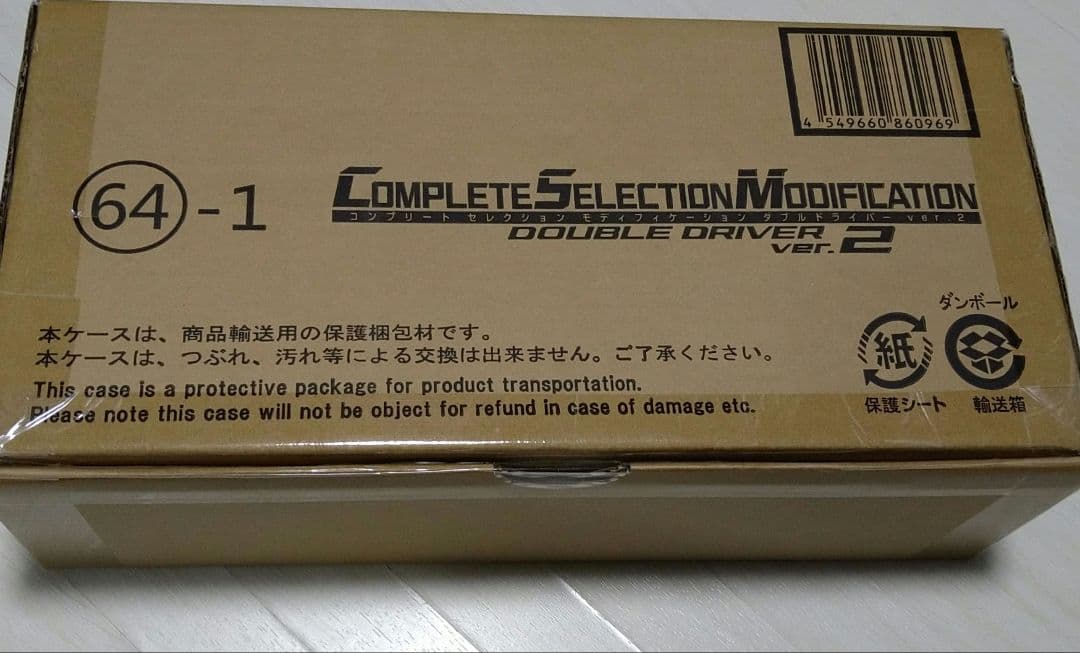 4 549660 860969
64-1
COMPLETE SELECTION MODIFICATION
コンプリート セレクション モディフィケーション ダブルドライバー ver.2
DOUBLE DRIVER
ver.2
ダンボール
紙
保護シート
輸送箱
本ケースは、商品輸送用の保護梱包材です。
本ケースは、つぶれ、汚れ等による交換は出来ません。ご了承ください。
This case is a protective package for product transportation.
Please note this case will not be object for refund in case of damage etc.